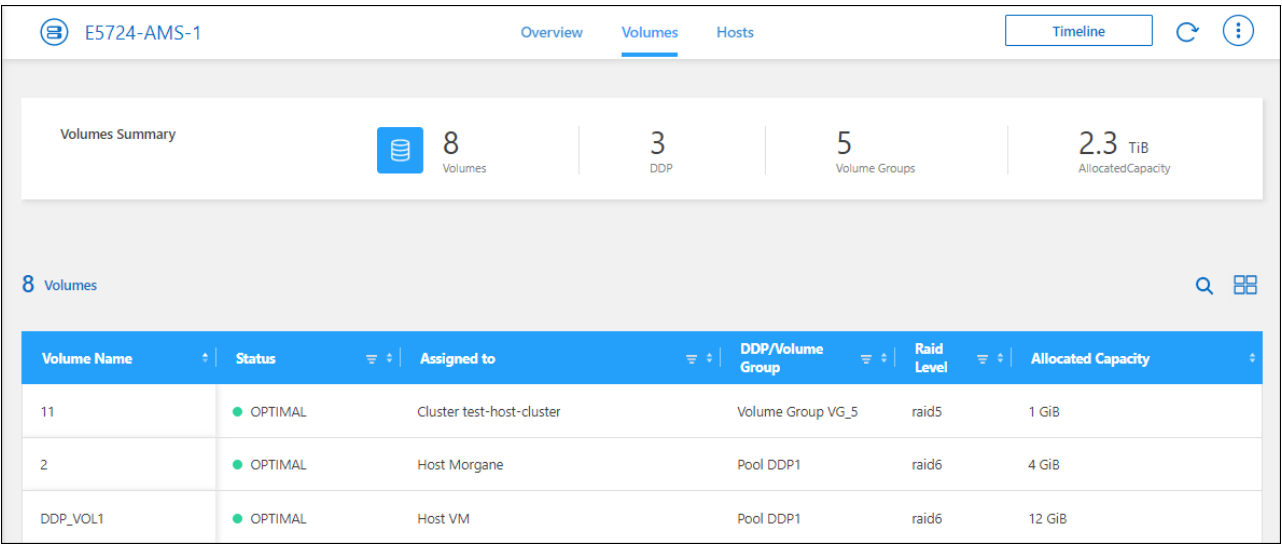 E5724-AMS-1 Overview Volumes Hosts Timeline
Volumes Summary 8 3 5 2.3 TiB
Volumes DDP Volume Groups AllocatedCapacity
8 Volumes
Volume Name Status Assigned to DDP/Volume Group Raid Level Allocated Capacity
11 OPTIMAL Cluster test-host-cluster Volume Group VG_5 raid5 1 GiB
2 OPTIMAL Host Morgane Pool DDP1 raid6 4 GiB
DDP_VOL1 OPTIMAL Host VM Pool DDP1 raid6 12 GiB